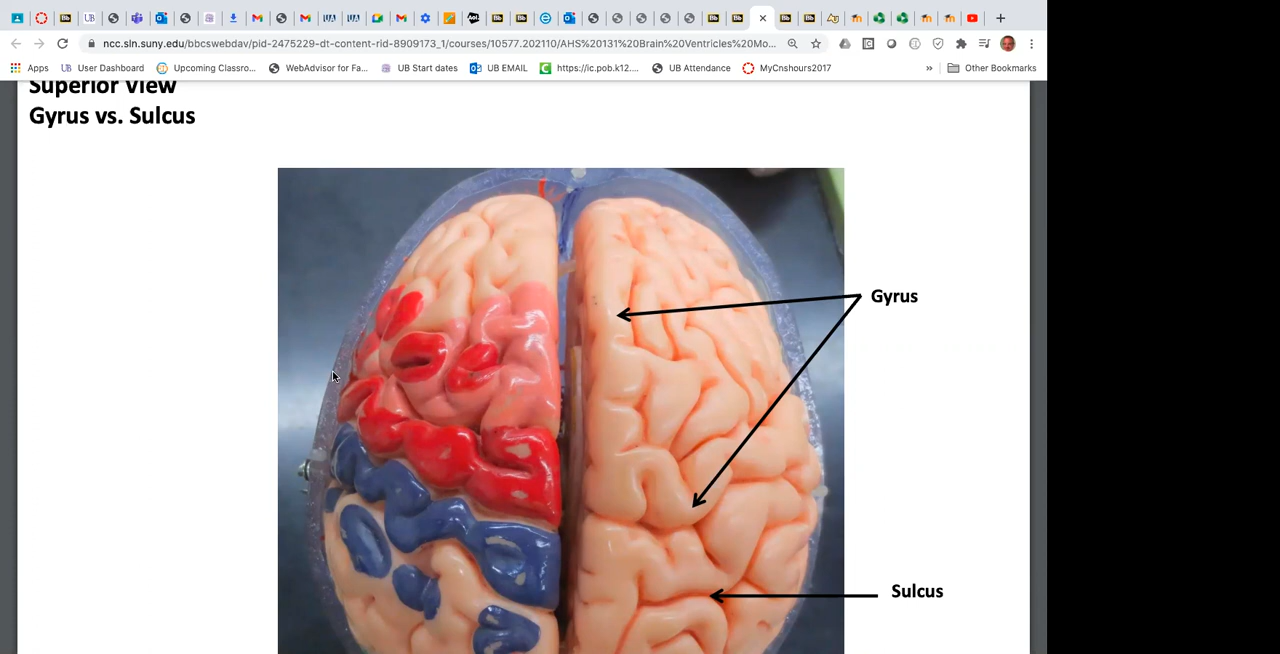 ncc.sln.suny.edu/bbcswebdav/pid-2475229-dt-content-rid-8909173_1/courses/10577.202110/AHS%20131%20Brain%20Ventricles%20Mo...
Apps UB User Dashboard Upcoming Classro... WebAdvisor for Fa... UB Start dates UB EMAIL https://ic.pob.k12.... UB Attendance MyCnshours2017 » Other Bookmarks
Superior View
Gyrus vs. Sulcus
Gyrus
Sulcus